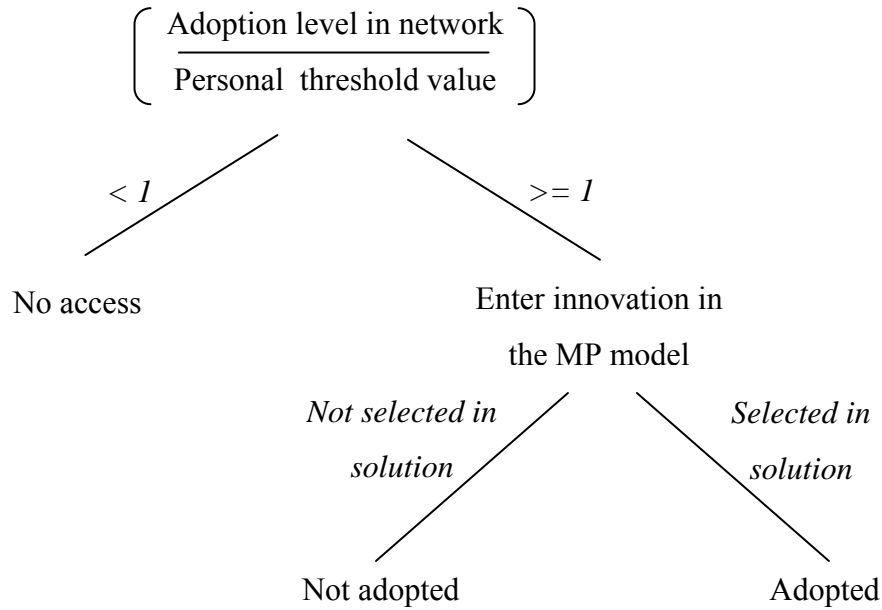 Adoption level in network
Personal threshold value
< 1
>= 1
No access
Enter innovation in
the MP model
Not selected in
solution
Selected in
solution
Not adopted
Adopted